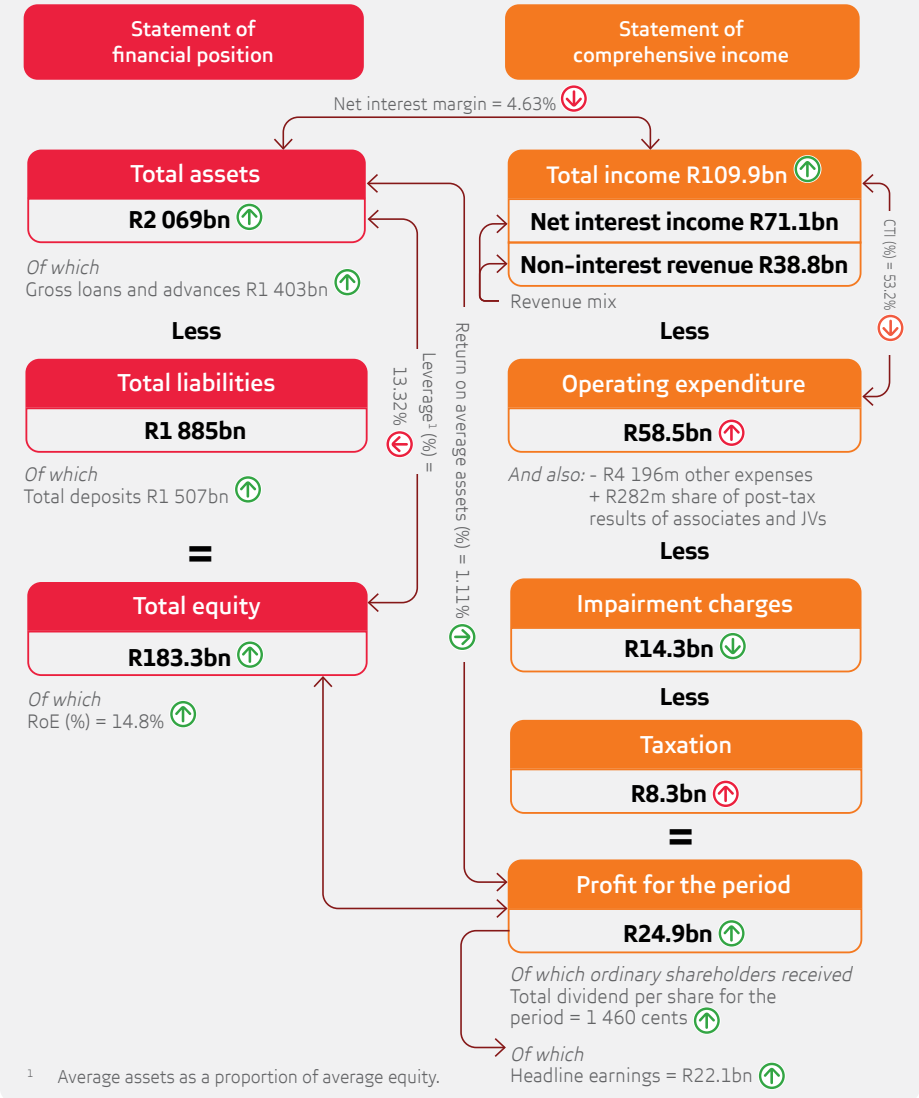 Statement of
financial position
Statement of
comprehensive income
Net interest margin = 4.63%
Total assets
R2 069bn
Of which
Gross loans and advances R1 403bn
Less
Total liabilities
R1 885bn
Of which
Total deposits R1 507bn
=
Total equity
R183.3bn
Of which
RoE (%) = 14.8%
Leverage¹ (%) =
13.32%
Return on average assets (%) = 1.11%
Total income R109.9bn
Net interest income R71.1bn
Non-interest revenue R38.8bn
Revenue mix
CTI (%) = 53.2%
Less
Operating expenditure
R58.5bn
And also: - R4 196m other expenses
+ R282m share of post-tax
results of associates and JVs
Less
Impairment charges
R14.3bn
Less
Taxation
R8.3bn
=
Profit for the period
R24.9bn
Of which ordinary shareholders received
Total dividend per share for the
period = 1 460 cents
Of which
Headline earnings = R22.1bn
¹ Average assets as a proportion of average equity.